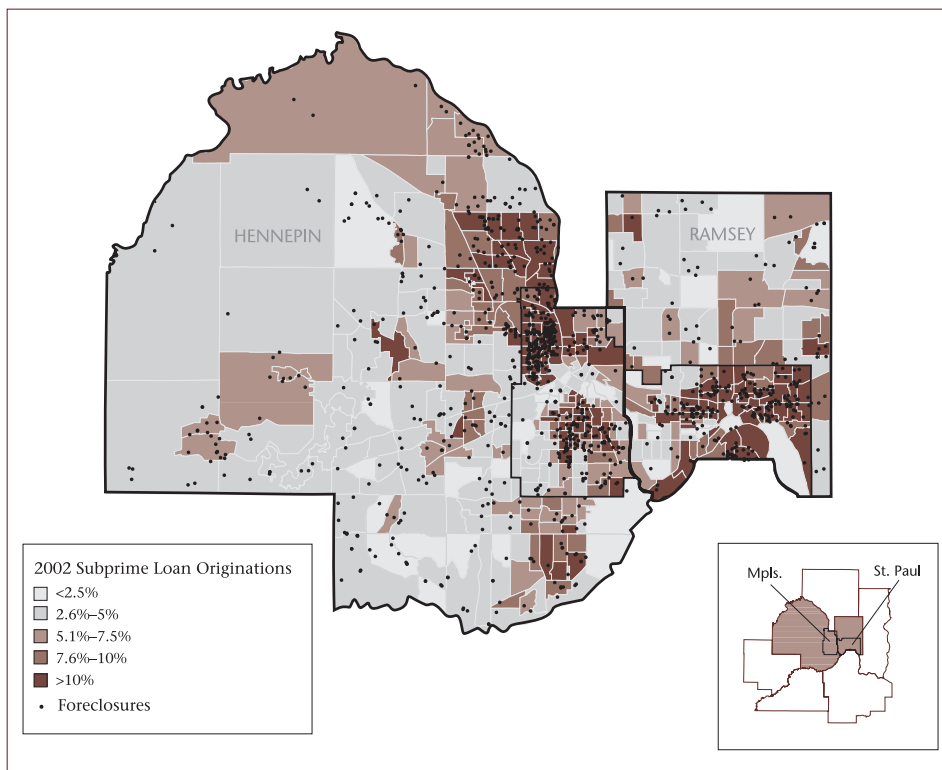 HENNEPIN
RAMSEY
2002 Subprime Loan Originations
<2.5%
2.6%–5%
5.1%–7.5%
7.6%–10%
>10%
Foreclosures
Mpls.
St. Paul